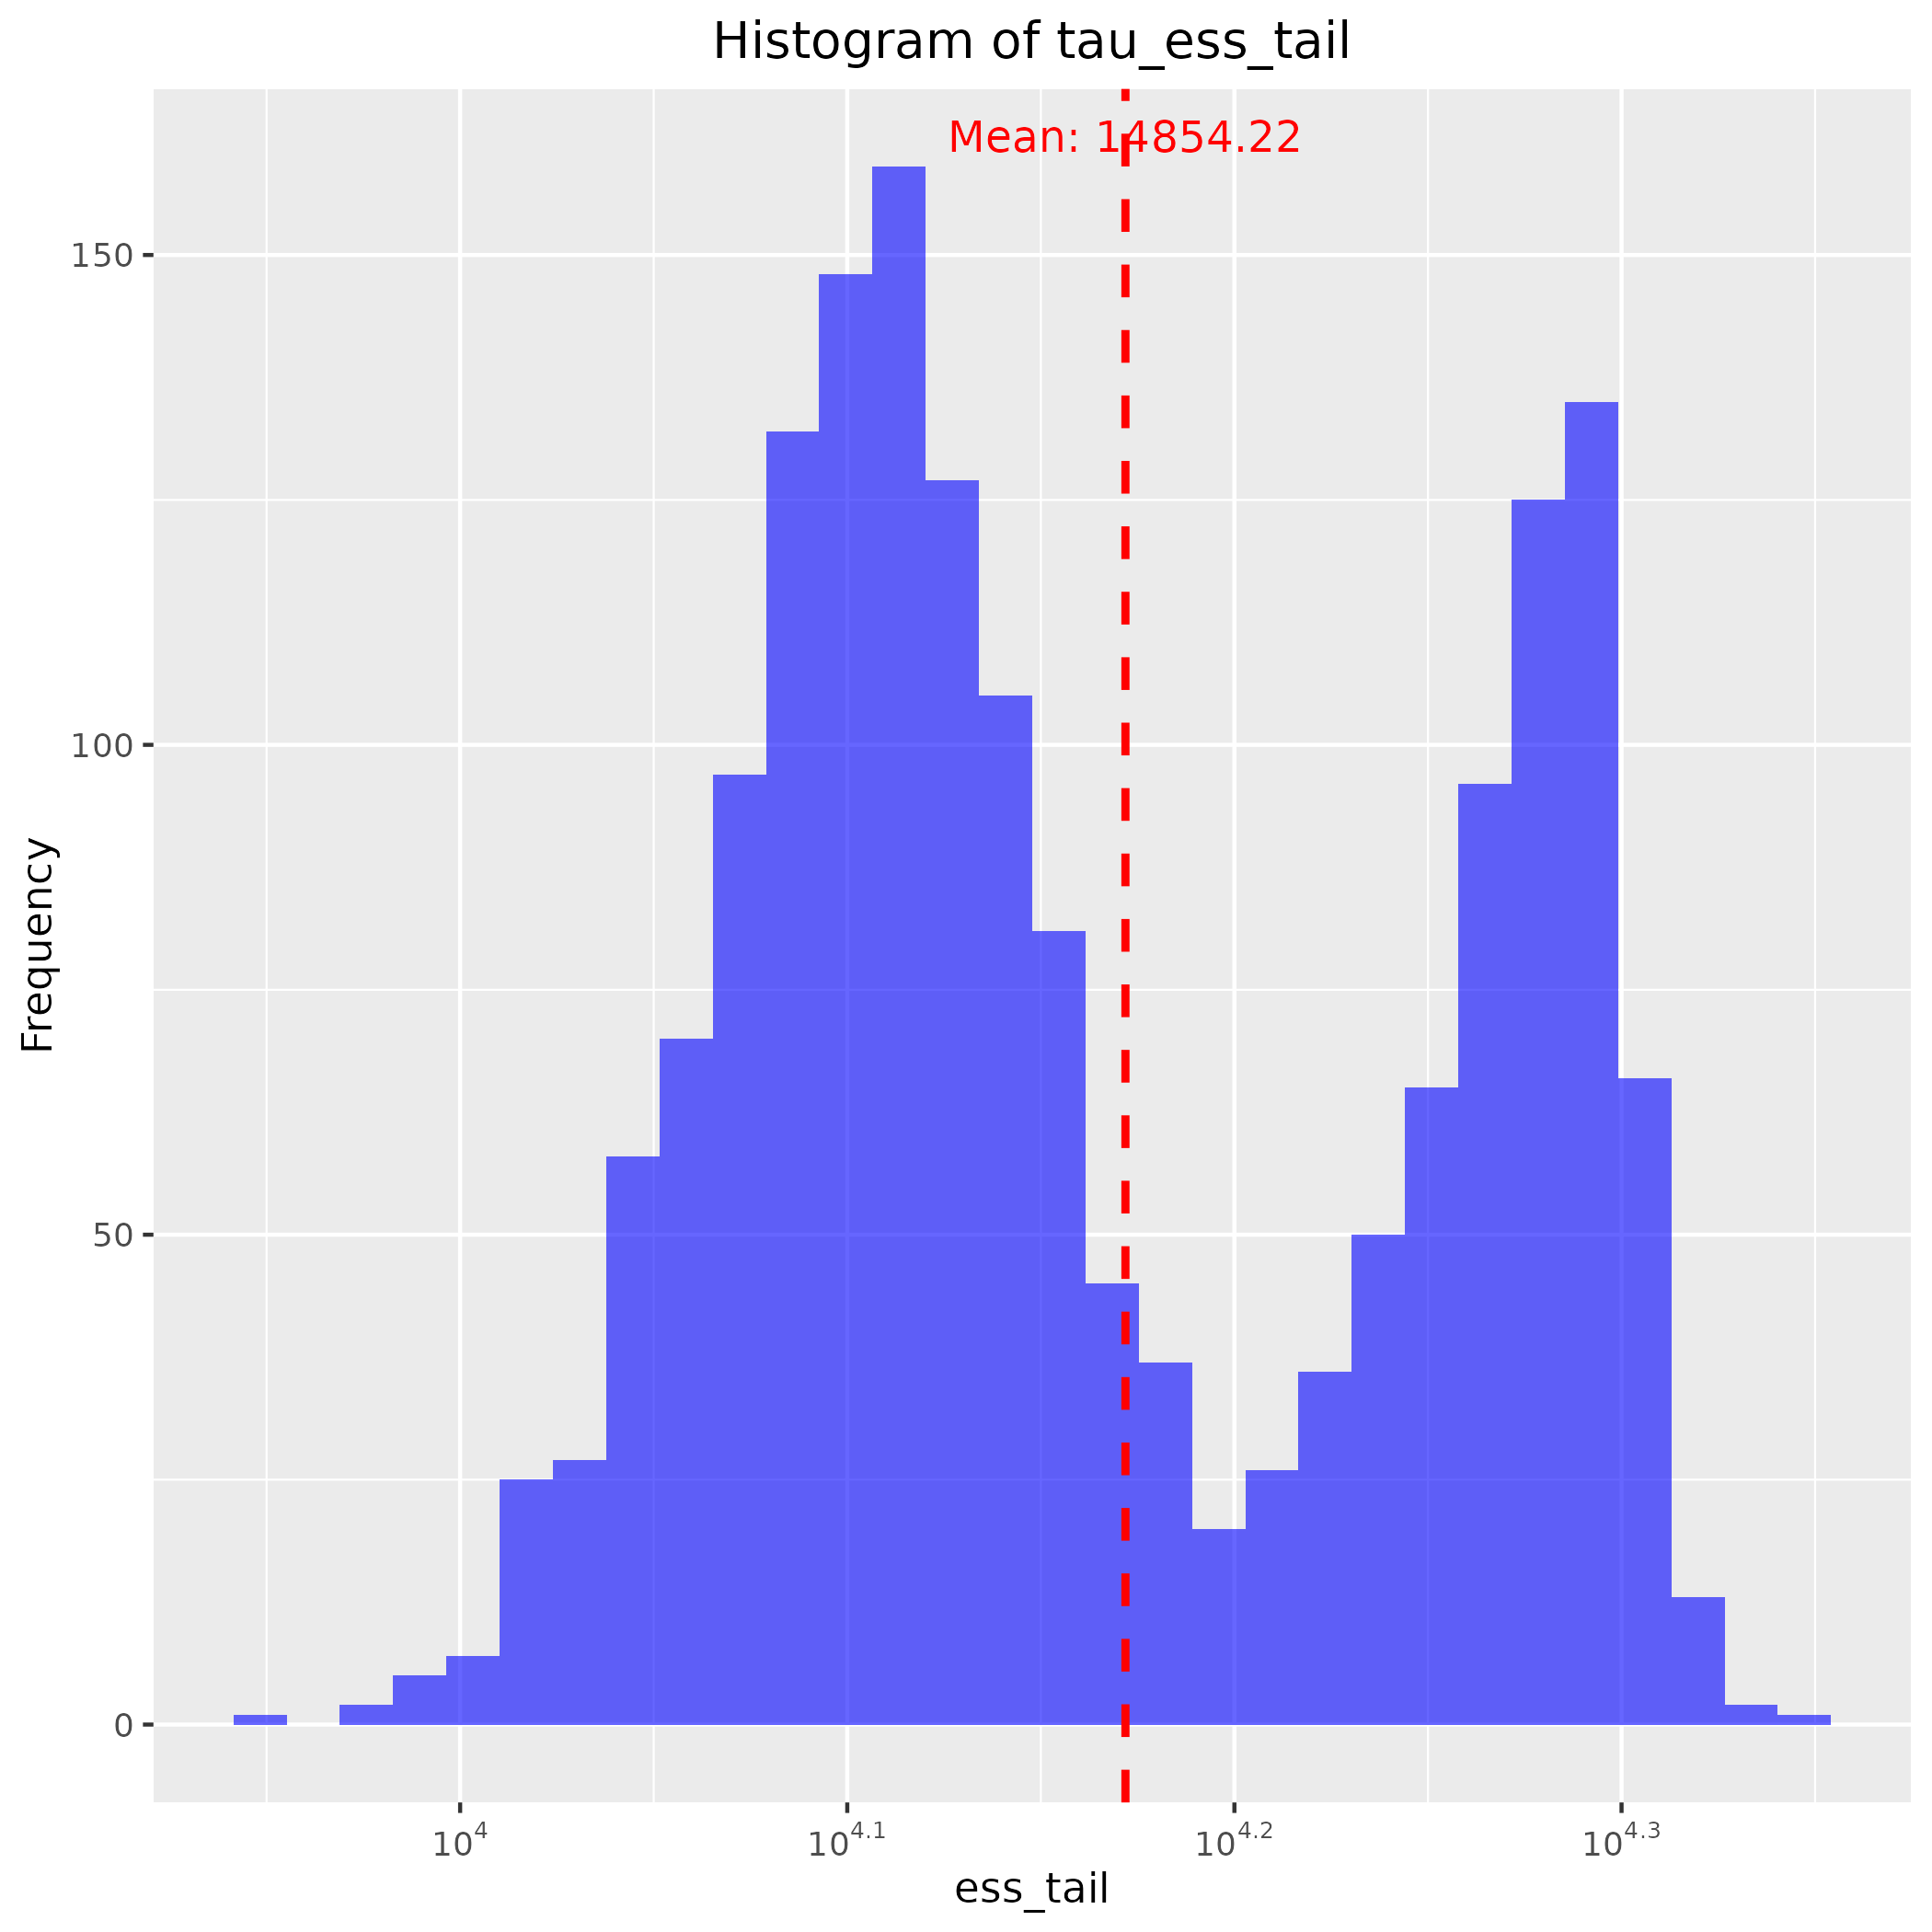 Histogram of tau_ess_tail
Mean: 14854.22
150
100
50
0
Frequency
10^4 10^4.1 10^4.2 10^4.3
ess_tail